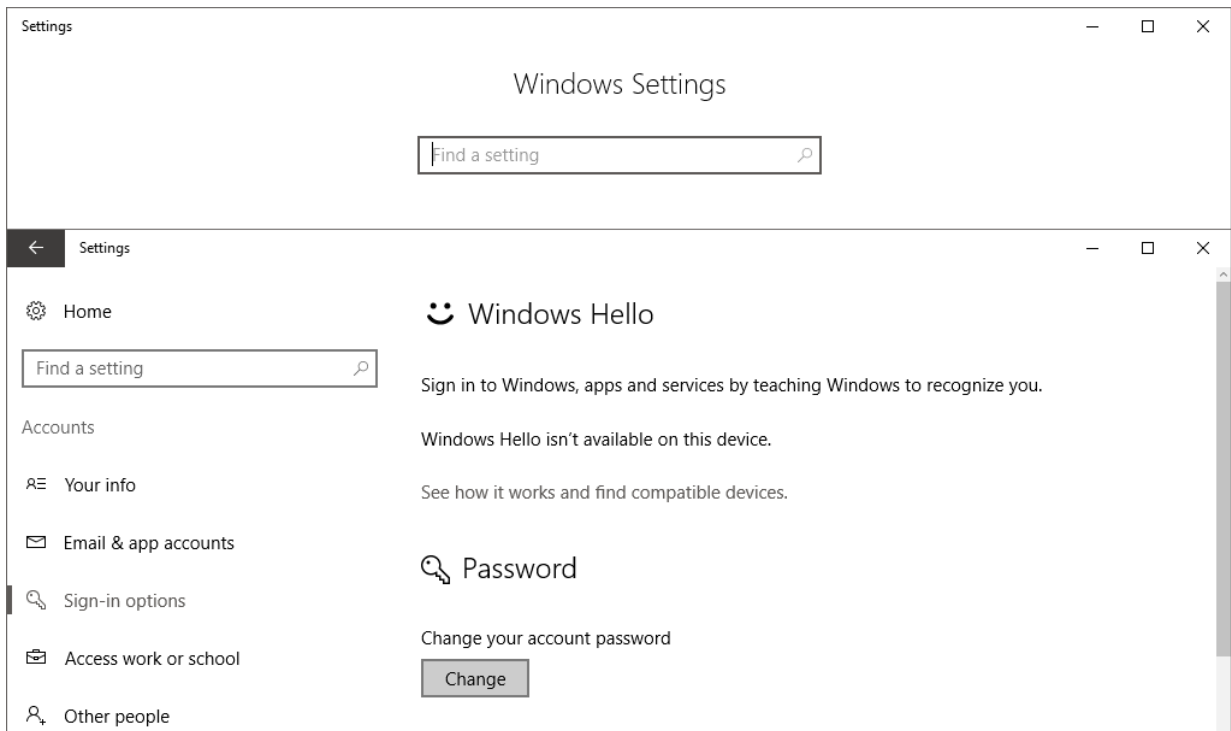 Settings
Windows Settings
Find a setting
Settings
Home
Find a setting
Accounts
Your info
Email & app accounts
Sign-in options
Access work or school
Other people
Windows Hello
Sign in to Windows, apps and services by teaching Windows to recognize you.
Windows Hello isn't available on this device.
See how it works and find compatible devices.
Password
Change your account password
Change